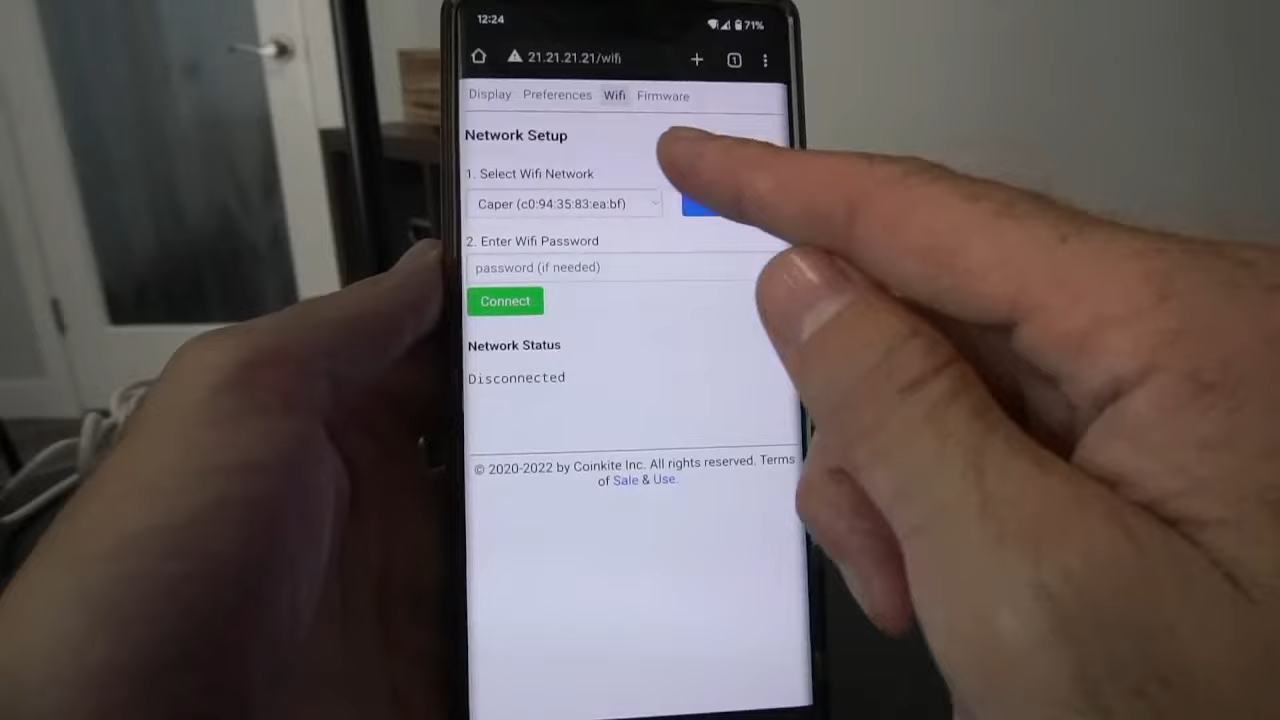 12:24
71%
21.21.21.21/wifi
1
Display Preferences Wifi Firmware
Network Setup
1. Select Wifi Network
Caper (c0:94:35:83:ea:bf)
2. Enter Wifi Password
password (if needed)
Connect
Network Status
Disconnected
© 2020-2022 by Coinkite Inc. All rights reserved. Terms
of Sale & Use.